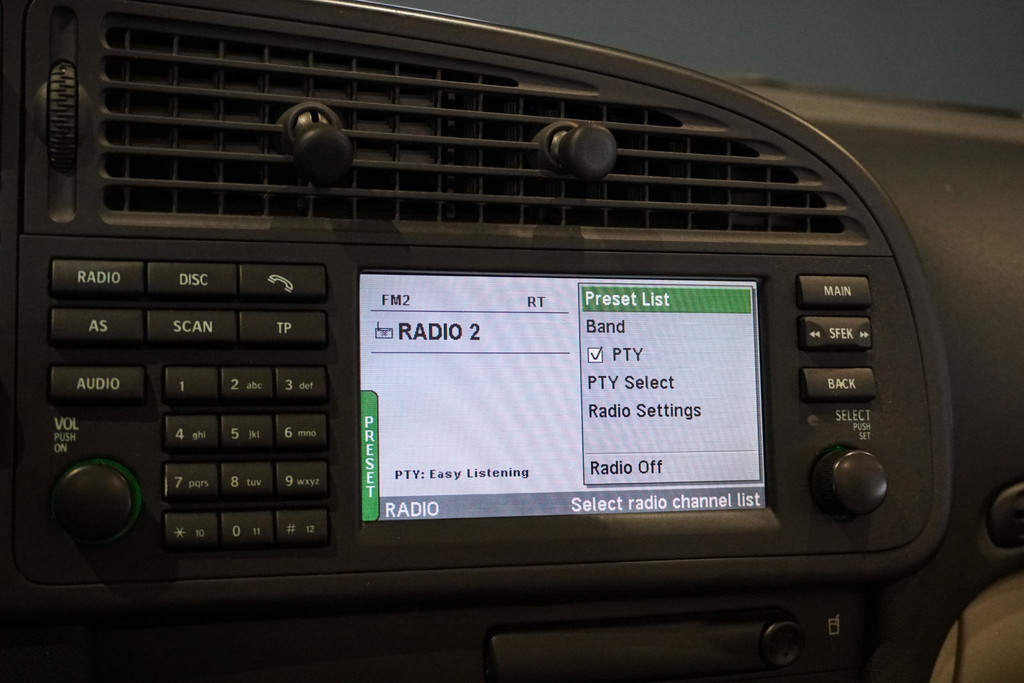 RADIO DISC
AS SCAN TP
AUDIO
1 2 abc 3 def
4 ghi 5 jkl 6 mno
7 pqrs 8 tuv 9 wxyz
* 10 0 11 # 12
VOL
PUSH
ON
FM2 RT
RADIO 2
PRESET
PTY: Easy Listening
Preset List
Band
PTY
PTY Select
Radio Settings
Radio Off
RADIO Select radio channel list
MAIN
SEEK
BACK
SELECT
PUSH
SET